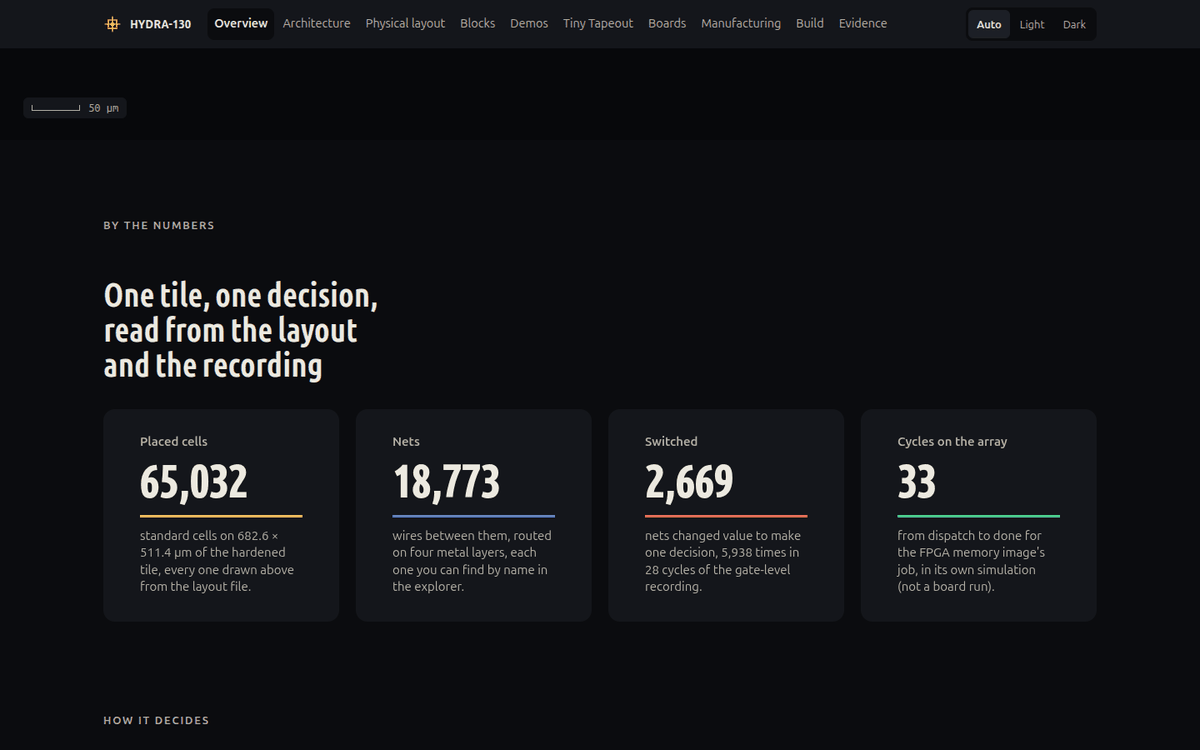 HYDRA-130 Overview Architecture Physical layout Blocks Demos Tiny Tapeout Boards Manufacturing Build Evidence Auto Light Dark
50 µm
BY THE NUMBERS
One tile, one decision,
read from the layout
and the recording
Placed cells
65,032
standard cells on 682.6 ×
511.4 µm of the hardened
tile, every one drawn above
from the layout file.
Nets
18,773
wires between them, routed
on four metal layers, each
one you can find by name in
the explorer.
Switched
2,669
nets changed value to make
one decision, 5,938 times in
28 cycles of the gate-level
recording.
Cycles on the array
33
from dispatch to done for
the FPGA memory image's
job, in its own simulation
(not a board run).
HOW IT DECIDES